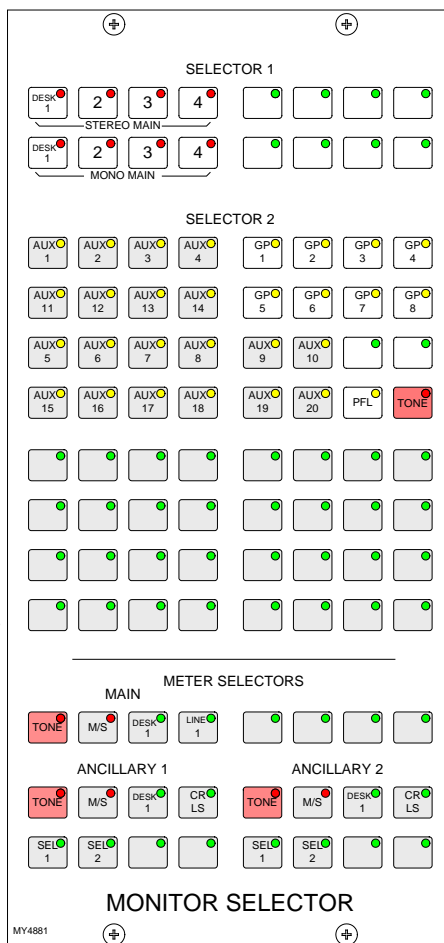 SELECTOR 1
DESK 2 3 4
1
STEREO MAIN
DESK 2 3 4
1
MONO MAIN
SELECTOR 2
AUX AUX AUX AUX GP GP GP GP
1 2 3 4 1 2 3 4
AUX AUX AUX AUX GP GP GP GP
11 12 13 14 5 6 7 8
AUX AUX AUX AUX AUX AUX
5 6 7 8 9 10
AUX AUX AUX AUX AUX AUX PFL TONE
15 16 17 18 19 20
METER SELECTORS
MAIN
TONE M/S DESK LINE
1 1
ANCILLARY 1 ANCILLARY 2
TONE M/S DESK CR TONE M/S DESK CR
1 LS 1 LS
SEL SEL SEL SEL
1 2 1 2
MONITOR SELECTOR
MY4881